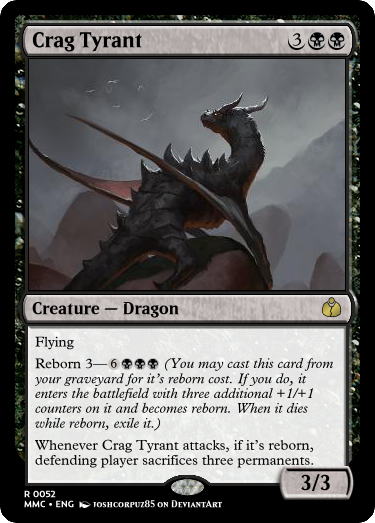 Crag Tyrant 3
Creature — Dragon
Flying
Reborn 3—6 (You may cast this card from
your graveyard for it's reborn cost. If you do, it
enters the battlefield with three additional +1/+1
counters on it and becomes reborn. When it dies
while reborn, exile it.)
Whenever Crag Tyrant attacks, if it's reborn,
defending player sacrifices three permanents.
3/3
R 0052
MMC • ENG joshcorpuz85 on DeviantArt